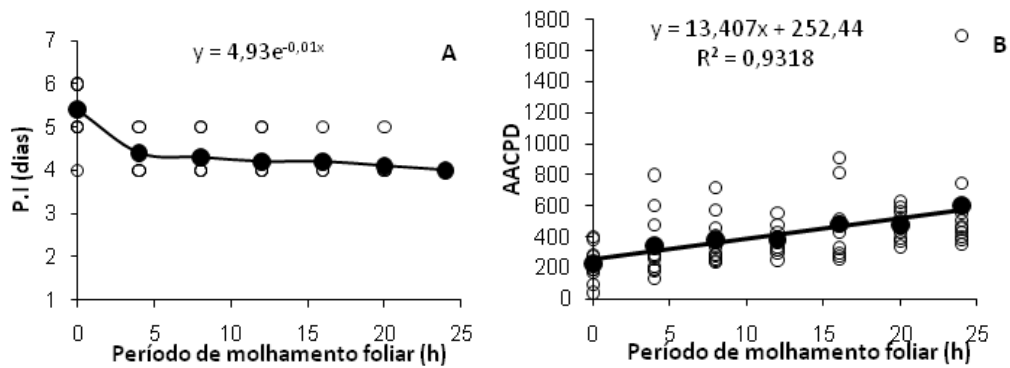 y = 4,93e-0,01x
A
P.I (dias)
7
6
5
4
3
2
1
0 5 10 15 20 25
Período de molhamento foliar (h)
y = 13,407x + 252,44
R² = 0,9318
B
AACPD
1800
1600
1400
1200
1000
800
600
400
200
0
0 5 10 15 20 25
Período de molhamento foliar (h)